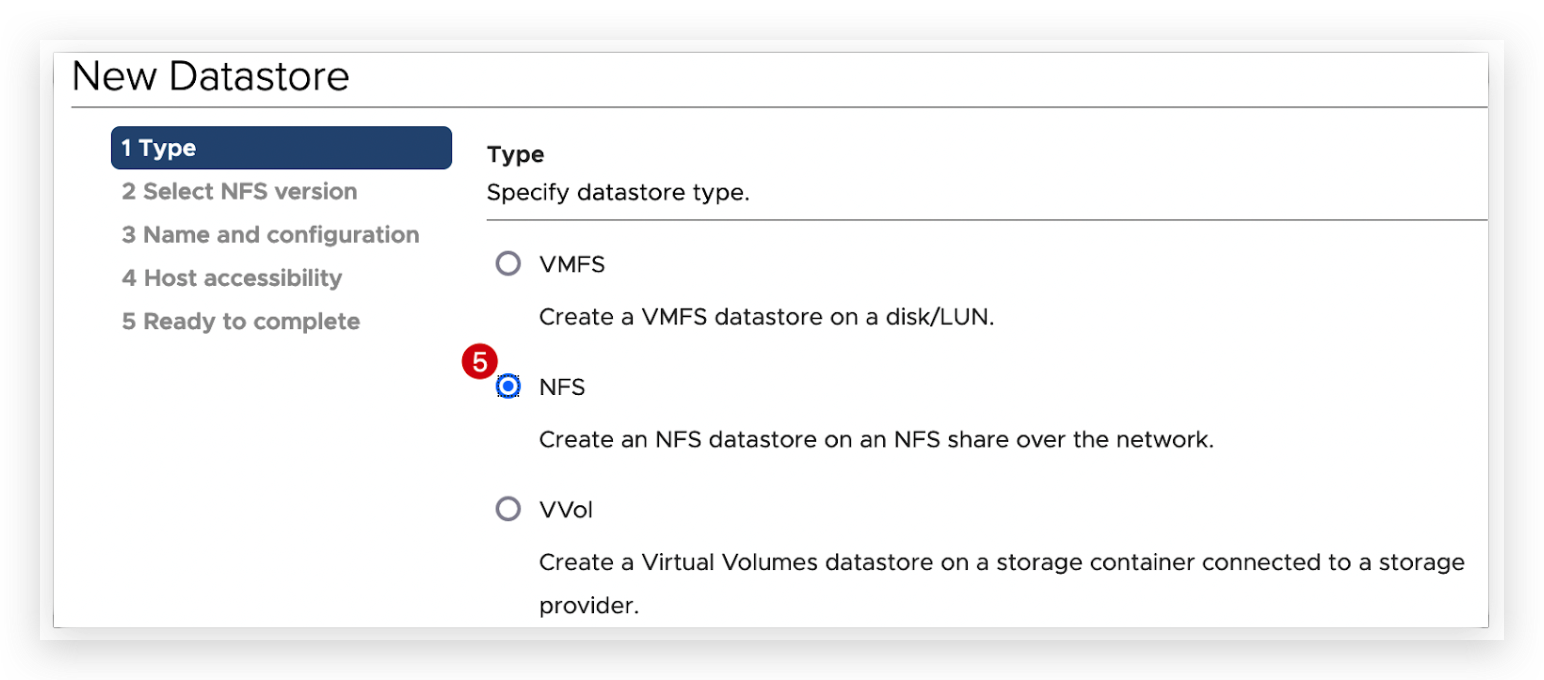 New Datastore
1 Type
2 Select NFS version
3 Name and configuration
4 Host accessibility
5 Ready to complete
Type
Specify datastore type.
VMFS
Create a VMFS datastore on a disk/LUN.
5
NFS
Create an NFS datastore on an NFS share over the network.
VVol
Create a Virtual Volumes datastore on a storage container connected to a storage
provider.